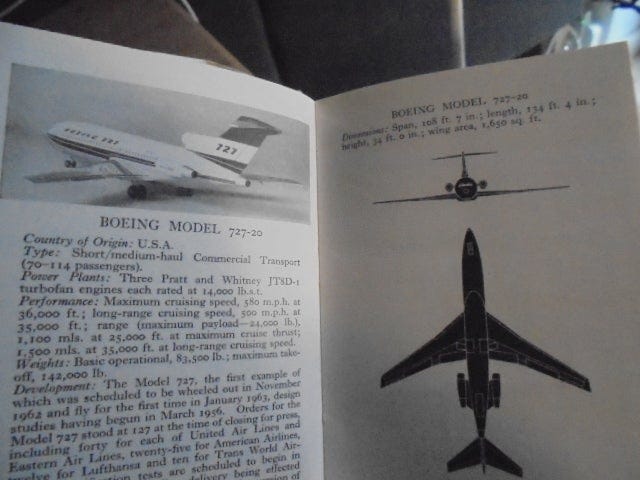 BOEING 727
727
BOEING MODEL 727-20
Country of Origin: U.S.A.
Type: Short/medium-haul Commercial Transport
(70–114 passengers).
Power Plants: Three Pratt and Whitney JT8D-1
turbofan engines each rated at 14,000 lb.s.t.
Performance: Maximum cruising speed, 580 m.p.h. at
36,000 ft.; long-range cruising speed, 500 m.p.h. at
35,000 ft.; range (maximum payload—24,000 lb.),
1,100 mls. at 25,000 ft. at maximum cruise thrust;
1,500 mls. at 35,000 ft. at long-range cruising speed.
Weights: Basic operational, 83,500 lb.; maximum take-
off, 142,000 lb.
Development: The Model 727, the first example of
which was scheduled to be wheeled out in November
1962 and fly for the first time in January 1963, design
studies having begun in March 1956. Orders for the
Model 727 stood at 127 at the time of closing for press,
including forty for each of United Air Lines and
Eastern Air Lines, twenty-five for American Airlines,
twelve for Lufthansa and ten for Trans World Air-
tests are scheduled to begin in
delivery being effected
BOEING MODEL 727-20
Dimensions: Span, 108 ft. 7 in.; length, 134 ft. 4 in.;
height, 34 ft. 0 in.; wing area, 1,650 sq. ft.